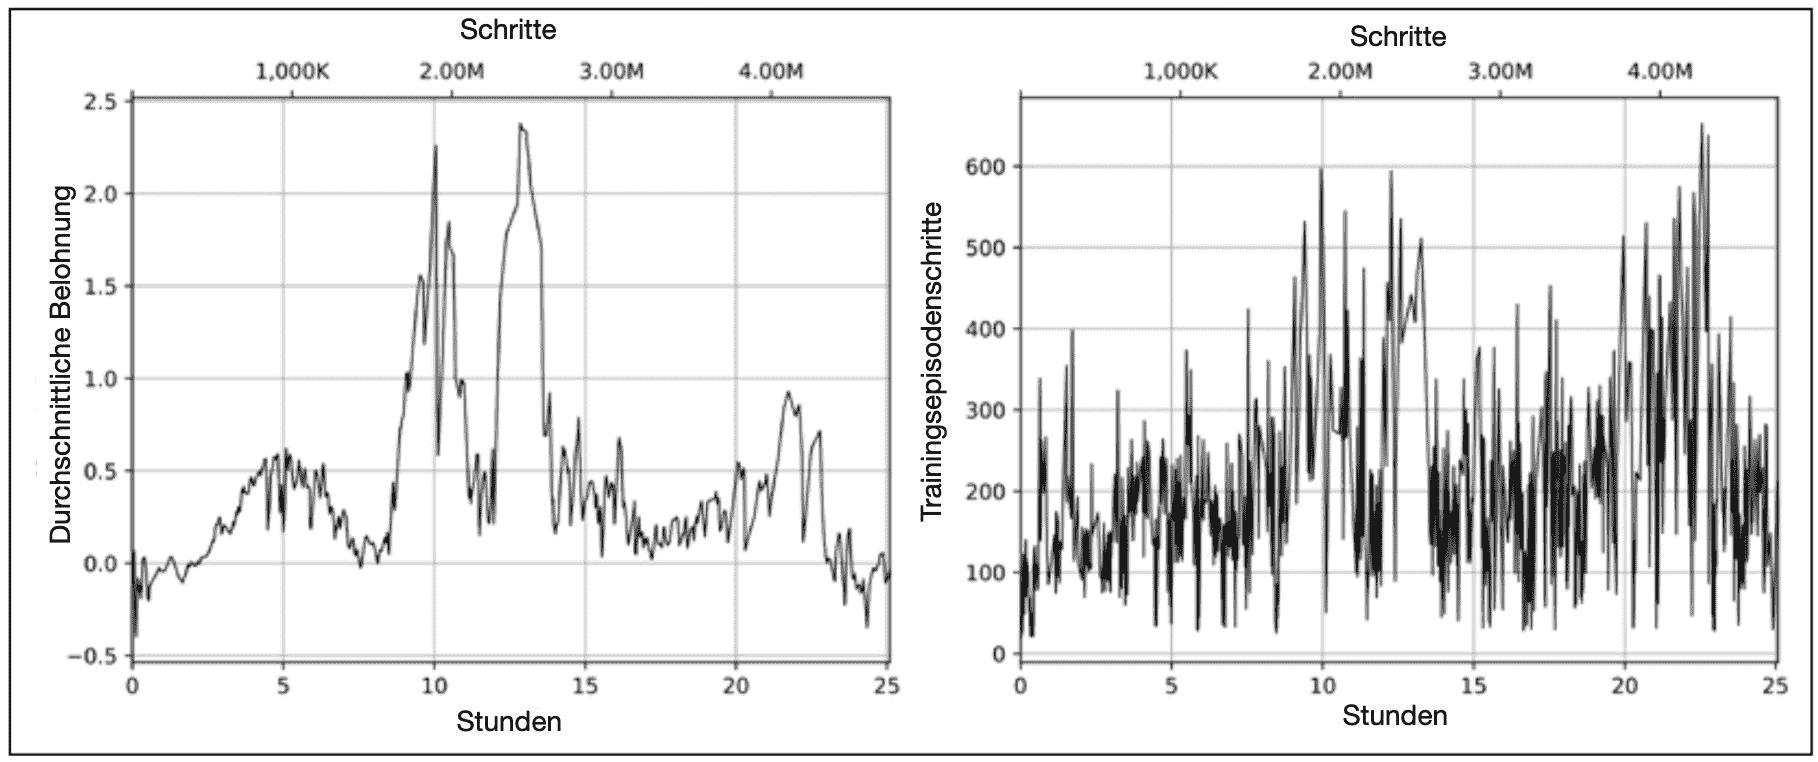 Schritte
1,000K 2.00M 3.00M 4.00M
2.5
2.0
1.5
1.0
0.5
0.0
−0.5
Durchschnittliche Belohnung
0 5 10 15 20 25
Stunden
Schritte
1,000K 2.00M 3.00M 4.00M
600
500
400
300
200
100
0
Trainingsepisodenschritte
0 5 10 15 20 25
Stunden